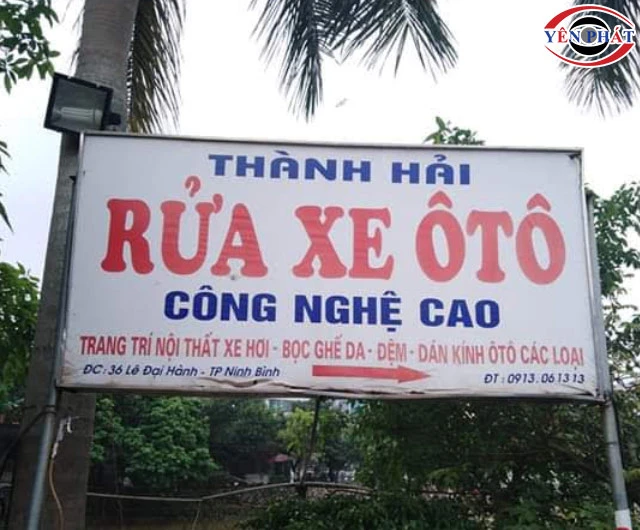 YÊN PHÁT
THÀNH HẢI
RỬA XE ÔTÔ
CÔNG NGHỆ CAO
TRANG TRÍ NỘI THẤT XE HƠI - BỌC GHẾ DA - ĐỆM - DÁN KÍNH ÔTÔ CÁC LOẠI
ĐC : 36 Lê Đại Hành - TP Ninh Bình ĐT : 0913. 061313